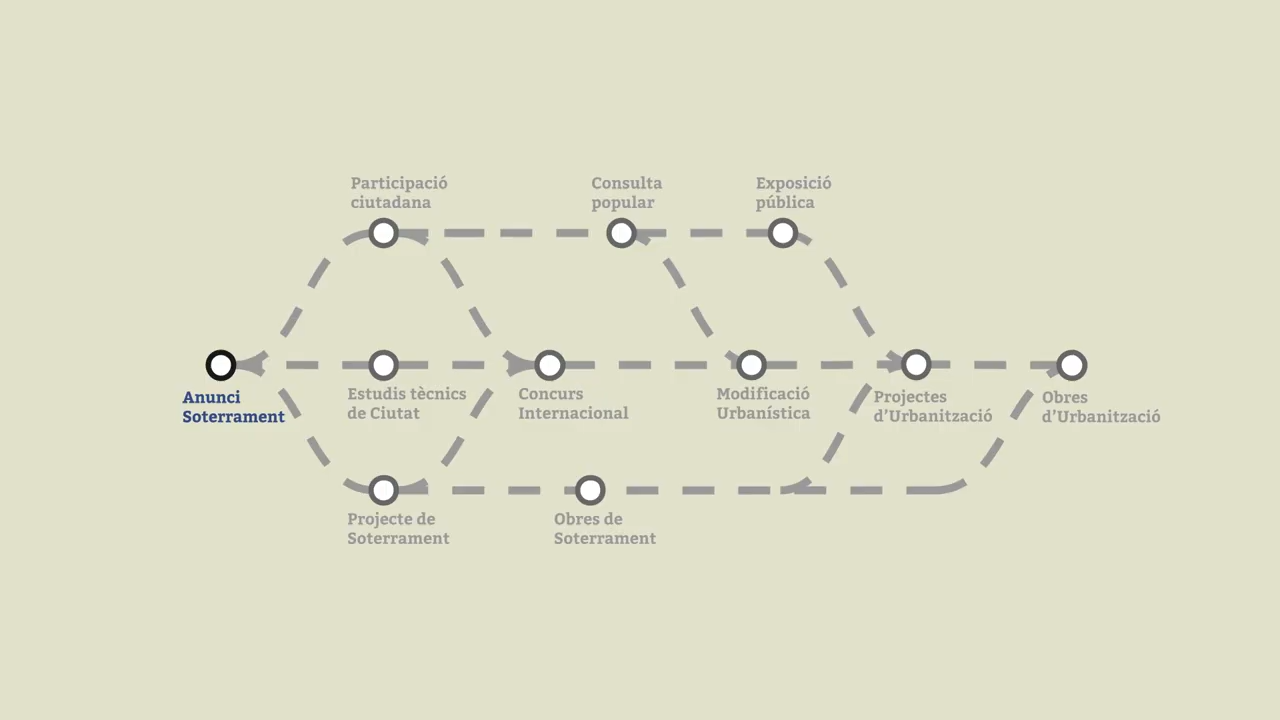 Participació
ciutadana
Consulta
popular
Exposició
pública
Anunci
Soterrament
Estudis tècnics
de Ciutat
Concurs
Internacional
Modificació
Urbanística
Projectes
d’Urbanització
Obres
d’Urbanització
Projecte de
Soterrament
Obres de
Soterrament